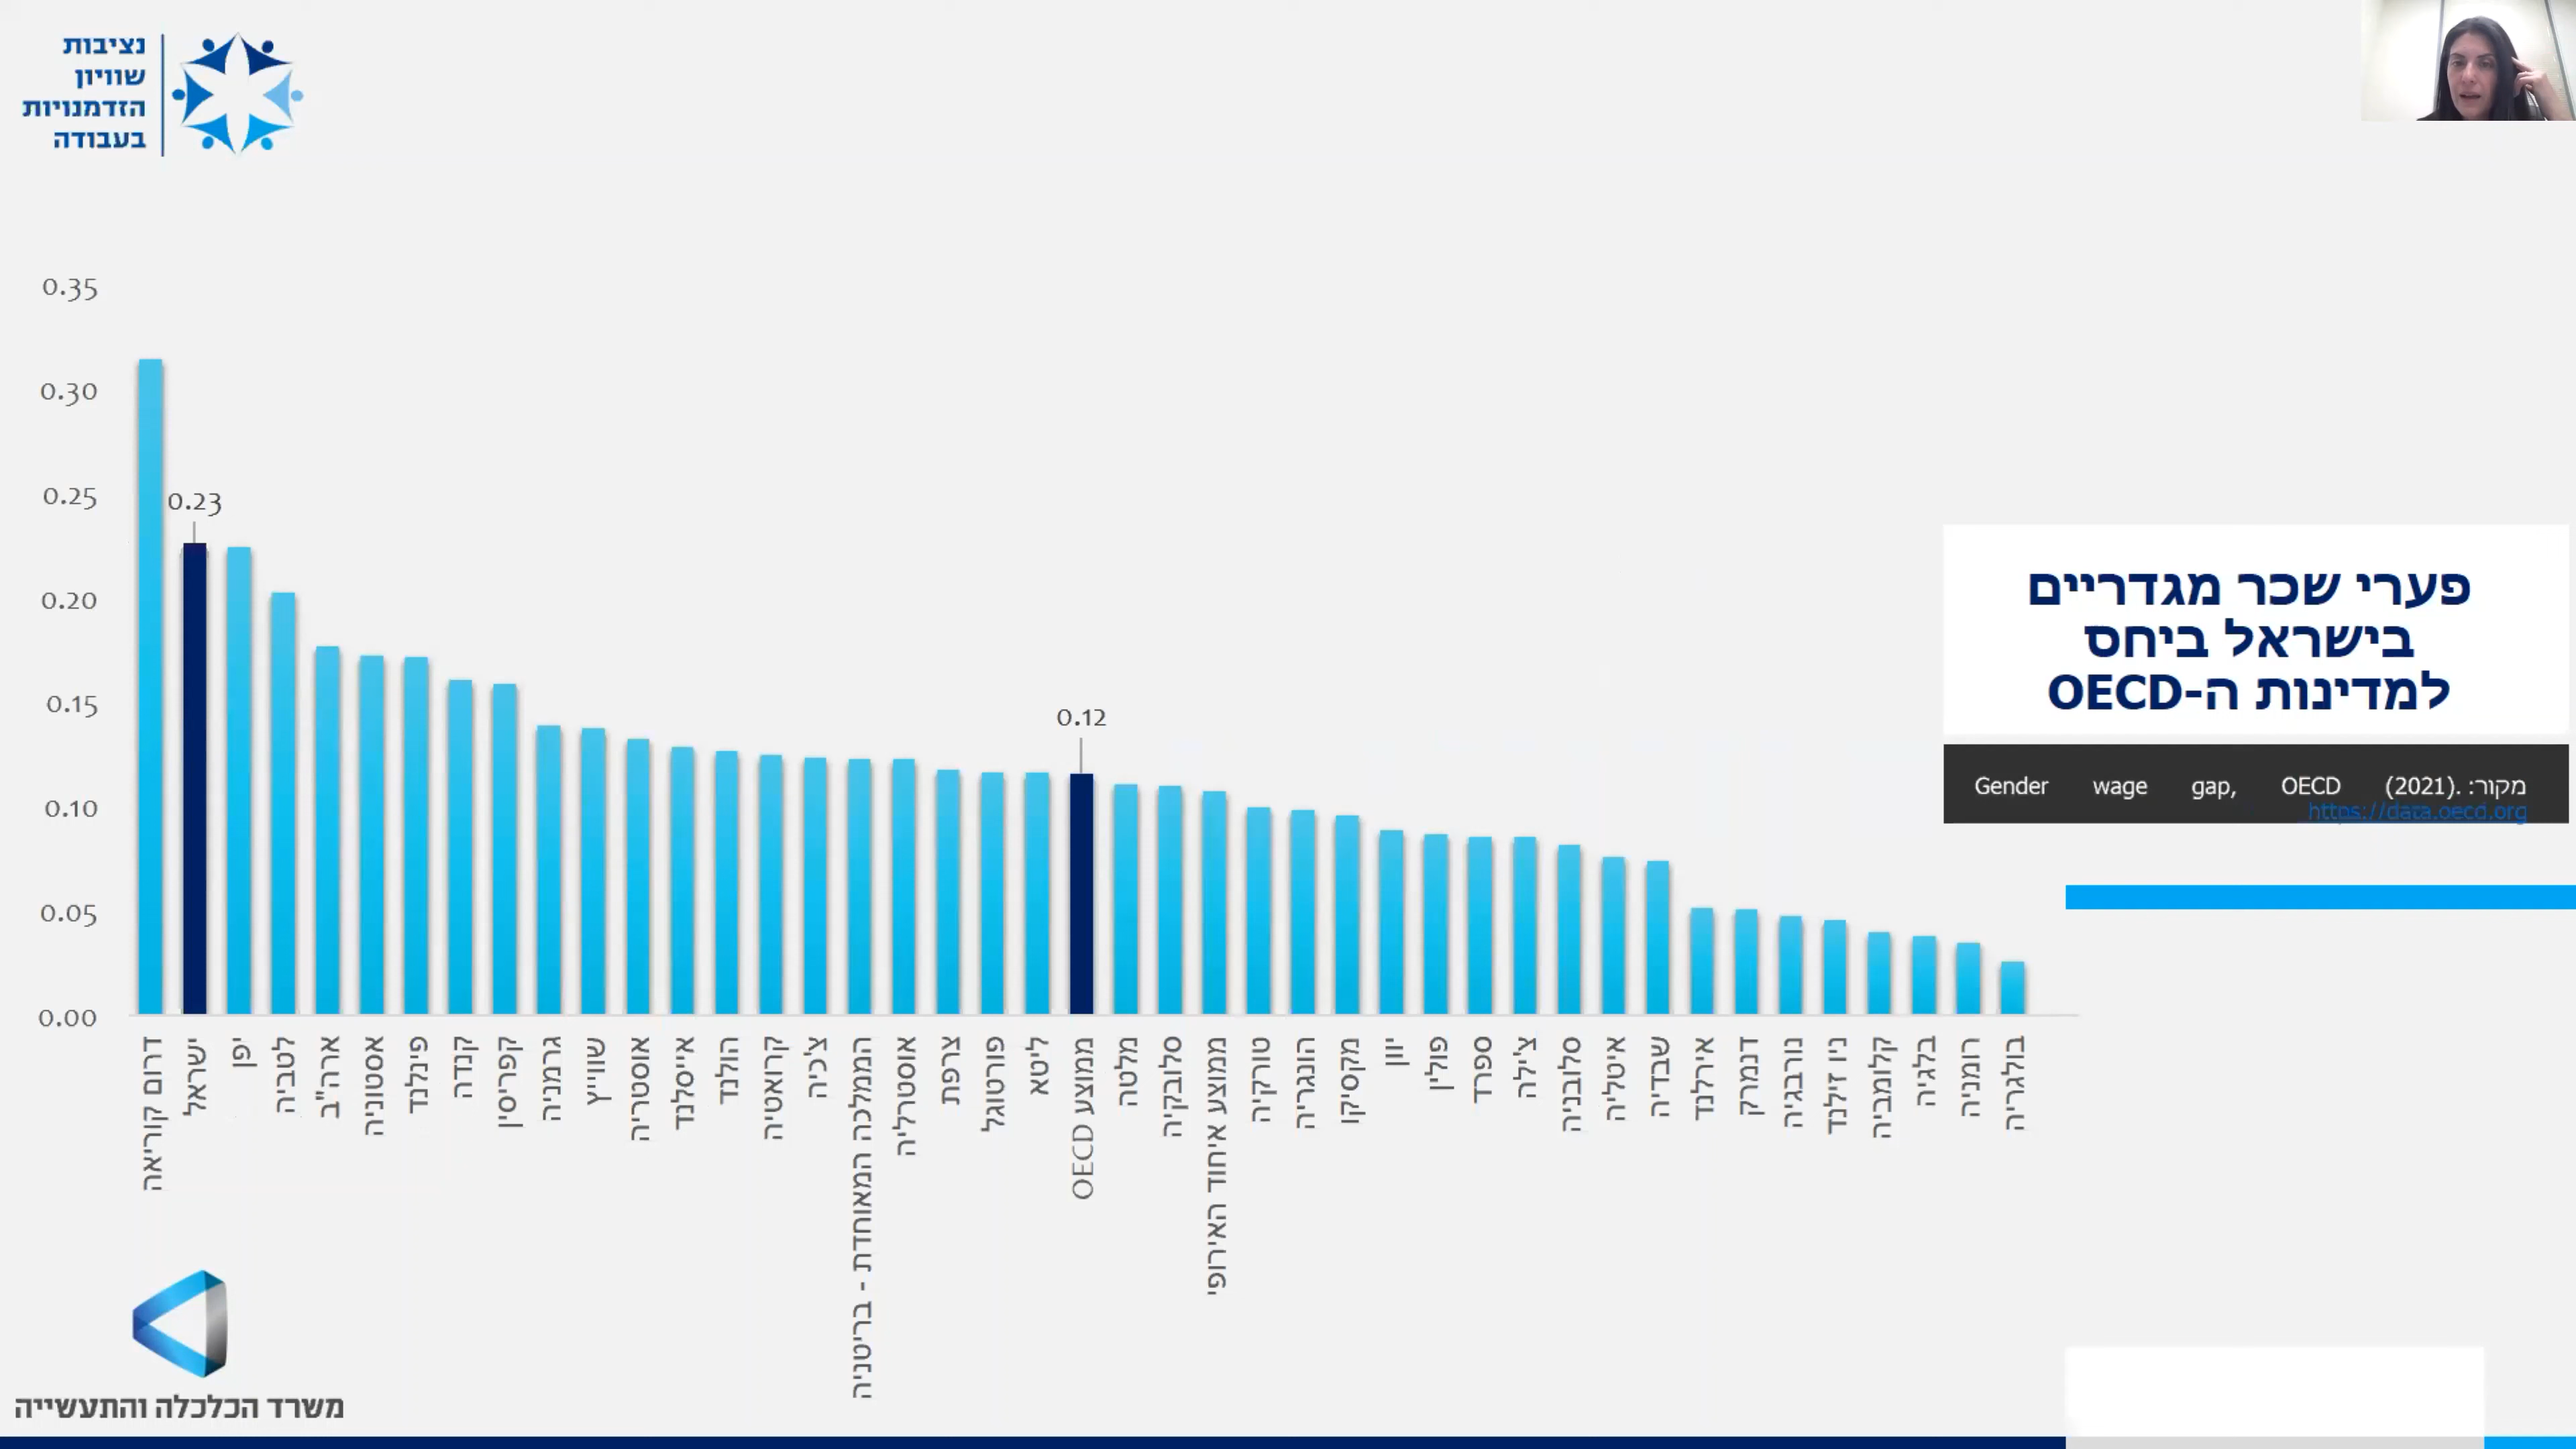 נציבות
שוויון
הזדמנויות
בעבודה
0.35
0.30
0.25
0.20
0.15
0.10
0.05
0.00
0.23
0.12
דרום קוריאה
ישראל
יפן
לטביה
ארה"ב
אסטוניה
פינלנד
קנדה
קפריסין
גרמניה
שווייץ
אוסטריה
אייסלנד
הולנד
קרואטיה
צ'כיה
הממלכה המאוחדת - בריטניה
אוסטרליה
צרפת
פורטוגל
ליטא
ממוצע OECD
מלטה
סלובקיה
ממוצע איחוד האירופי
טורקיה
הונגריה
מקסיקו
יוון
פולין
ספרד
צ'ילה
סלובניה
איטליה
שבדיה
אירלנד
דנמרק
נורבגיה
ניו זילנד
קלומביה
בלגיה
רומניה
בולגריה
פערי שכר מגדריים
בישראל ביחס
למדינות ה-OECD
מקור: .(2021) Gender wage gap, OECD
https://data.oecd.org
משרד הכלכלה והתעשייה